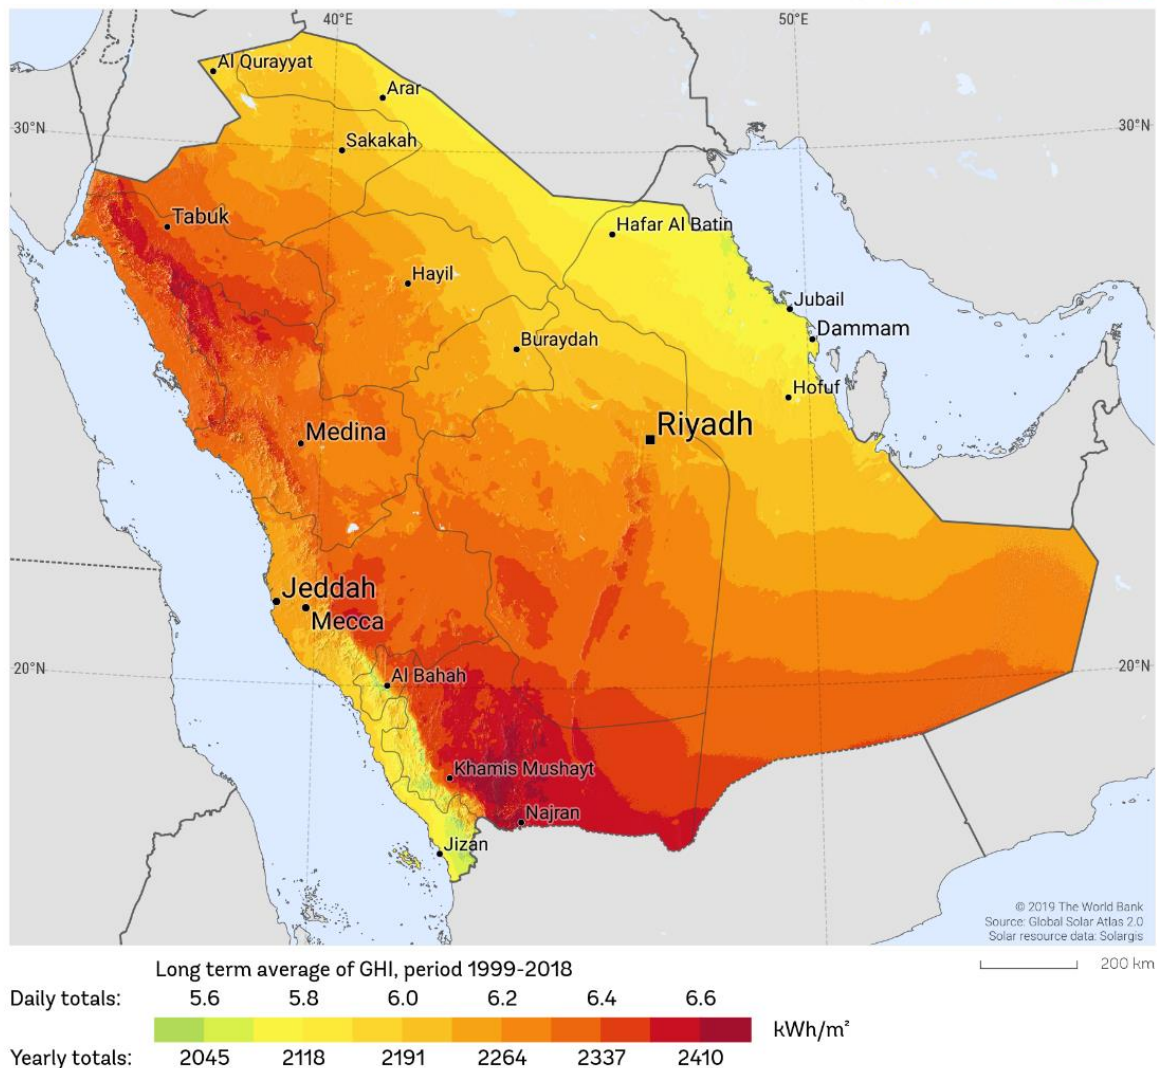 40°E
50°E
Al Qurayyat
Arar
30°N
30°N
Sakakah
Tabuk
Hafar Al Batin
Hayil
Jubail
Dammam
Buraydah
Hofuf
Riyadh
Medina
Jeddah
Mecca
20°N
20°N
Al Bahah
Khamis Mushayt
Najran
Jizan
© 2019 The World Bank
Source: Global Solar Atlas 2.0
Solar resource data: Solargis
200 km
Long term average of GHI, period 1999-2018
Daily totals: 5.6 5.8 6.0 6.2 6.4 6.6
kWh/m²
Yearly totals: 2045 2118 2191 2264 2337 2410